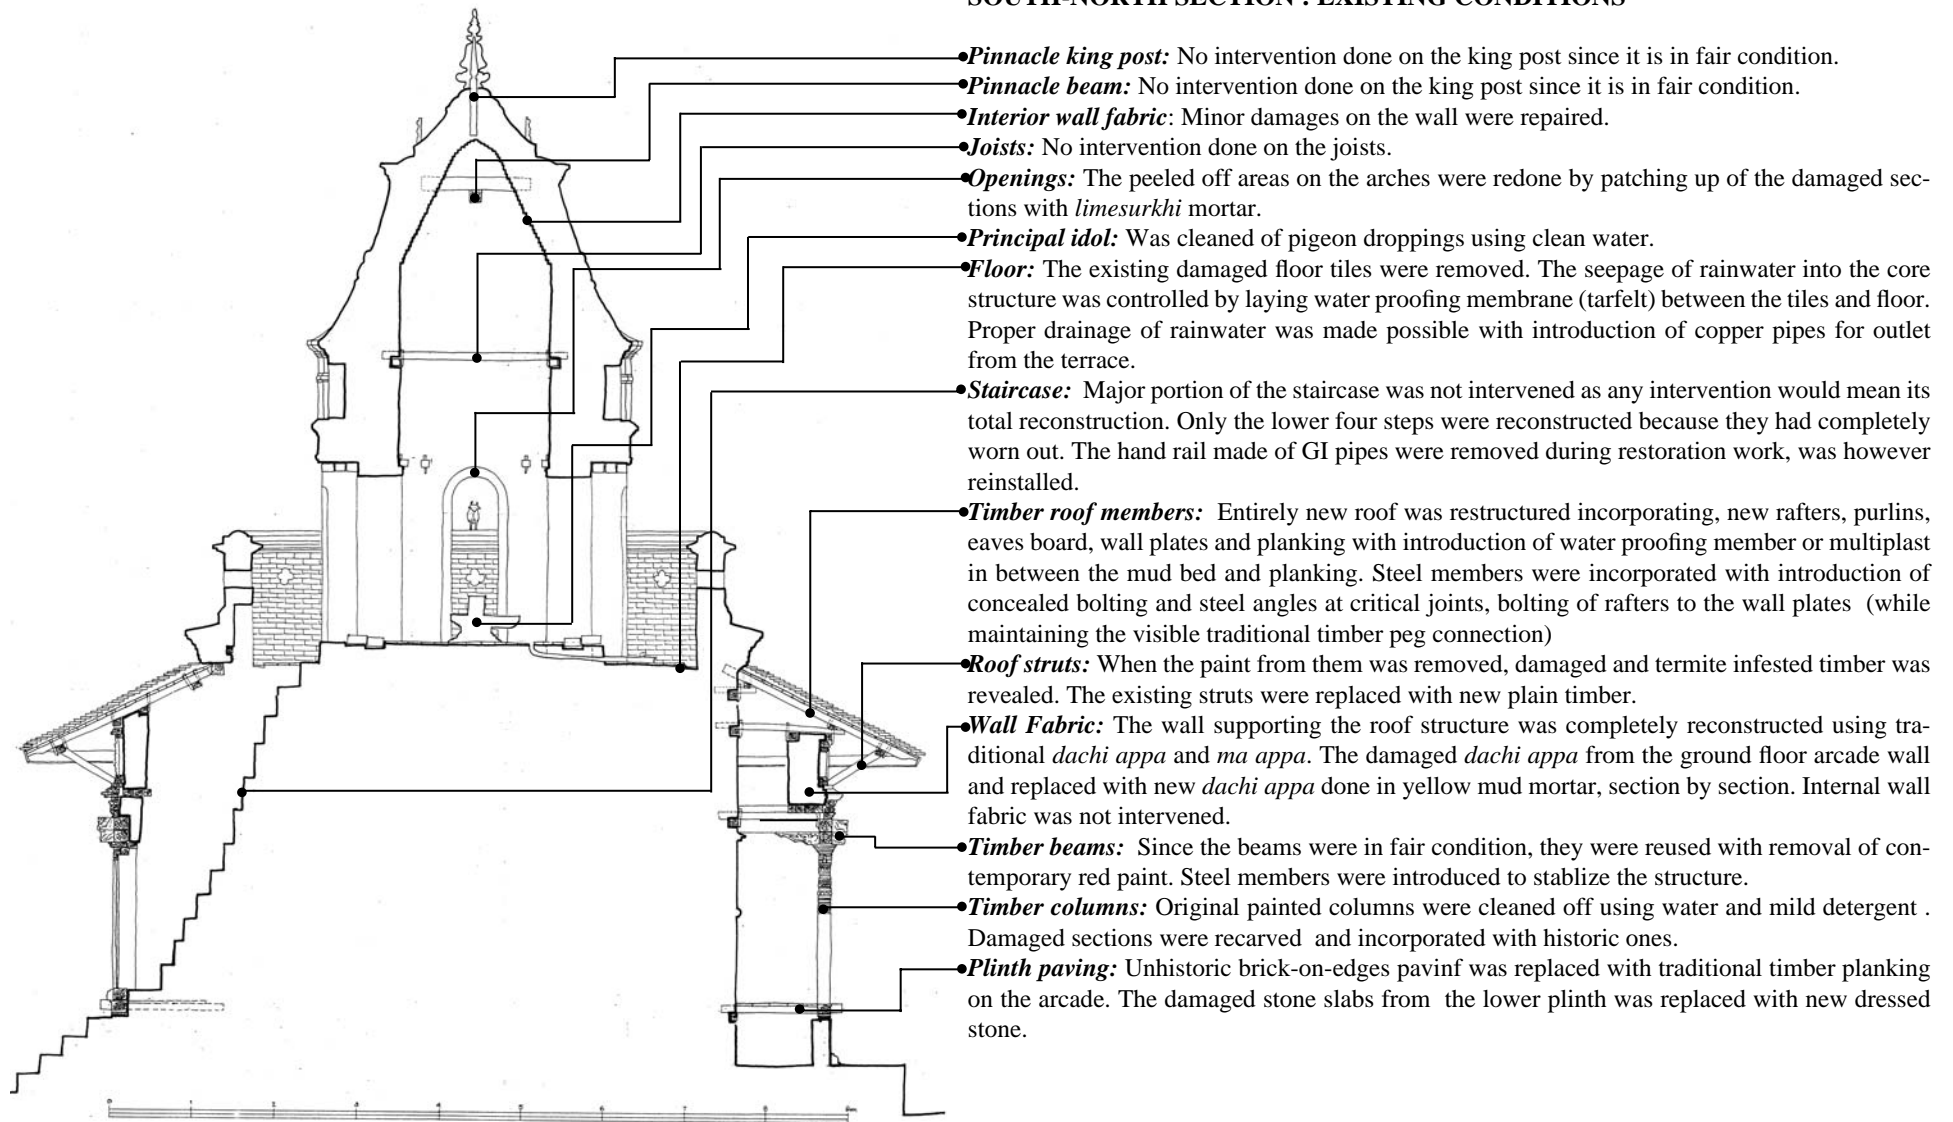 SOUTH-NORTH SECTION : EXISTING CONDITIONS
Pinnacle king post: No intervention done on the king post since it is in fair condition.
Pinnacle beam: No intervention done on the king post since it is in fair condition.
Interior wall fabric: Minor damages on the wall were repaired.
Joists: No intervention done on the joists.
Openings: The peeled off areas on the arches were redone by patching up of the damaged sec-
tions with limesurkhi mortar.
Principal idol: Was cleaned of pigeon droppings using clean water.
Floor: The existing damaged floor tiles were removed. The seepage of rainwater into the core
structure was controlled by laying water proofing membrane (tarfelt) between the tiles and floor.
Proper drainage of rainwater was made possible with introduction of copper pipes for outlet
from the terrace.
Staircase: Major portion of the staircase was not intervened as any intervention would mean its
total reconstruction. Only the lower four steps were reconstructed because they had completely
worn out. The hand rail made of GI pipes were removed during restoration work, was however
reinstalled.
Timber roof members: Entirely new roof was restructured incorporating, new rafters, purlins,
eaves board, wall plates and planking with introduction of water proofing member or multiplast
in between the mud bed and planking. Steel members were incorporated with introduction of
concealed bolting and steel angles at critical joints, bolting of rafters to the wall plates (while
maintaining the visible traditional timber peg connection)
Roof struts: When the paint from them was removed, damaged and termite infested timber was
revealed. The existing struts were replaced with new plain timber.
Wall Fabric: The wall supporting the roof structure was completely reconstructed using tra-
ditional dachi appa and ma appa. The damaged dachi appa from the ground floor arcade wall
and replaced with new dachi appa done in yellow mud mortar, section by section. Internal wall
fabric was not intervened.
Timber beams: Since the beams were in fair condition, they were reused with removal of con-
temporary red paint. Steel members were introduced to stablize the structure.
Timber columns: Original painted columns were cleaned off using water and mild detergent .
Damaged sections were recarved and incorporated with historic ones.
Plinth paving: Unhistoric brick-on-edges pavinf was replaced with traditional timber planking
on the arcade. The damaged stone slabs from the lower plinth was replaced with new dressed
stone.
0 1 2 3 4 5 6 7 8